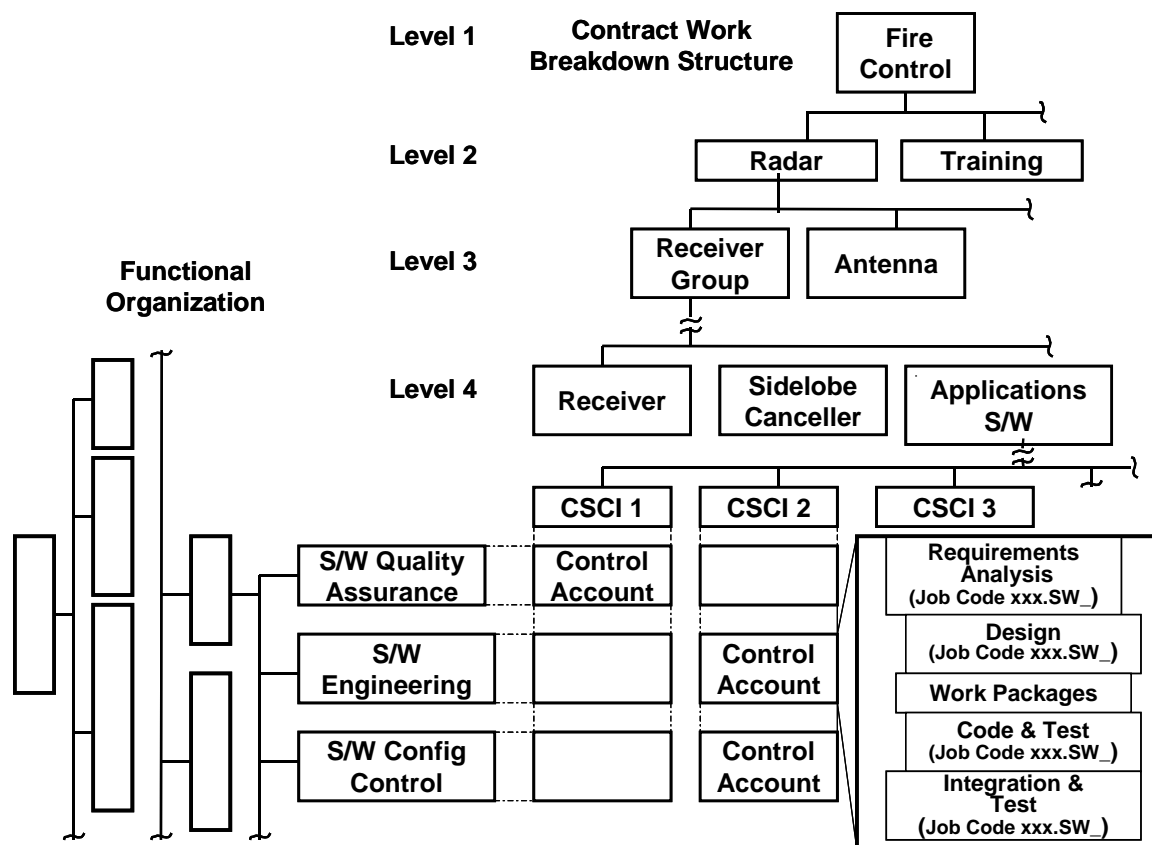 Level 1
Contract Work
Breakdown Structure
Fire
Control
Level 2
Radar
Training
Functional
Organization
Level 3
Receiver
Group
Antenna
Level 4
Receiver
Sidelobe
Canceller
Applications
S/W
CSCI 1
CSCI 2
CSCI 3
S/W Quality
Assurance
Control
Account
Requirements
Analysis
(Job Code xxx.SW_)
S/W
Engineering
Control
Account
Design
(Job Code xxx.SW_)
Work Packages
S/W Config
Control
Control
Account
Code & Test
(Job Code xxx.SW_)
Integration &
Test
(Job Code xxx.SW_)